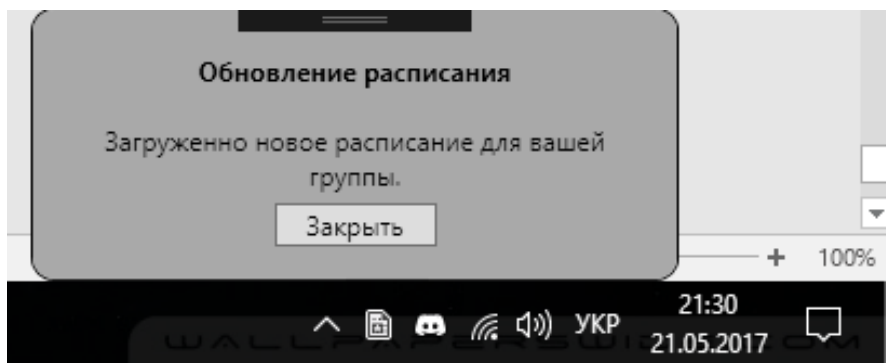 Обновление расписания
Загруженно новое расписание для вашей
группы.
Закрыть
100%
УКР
21:30
21.05.2017